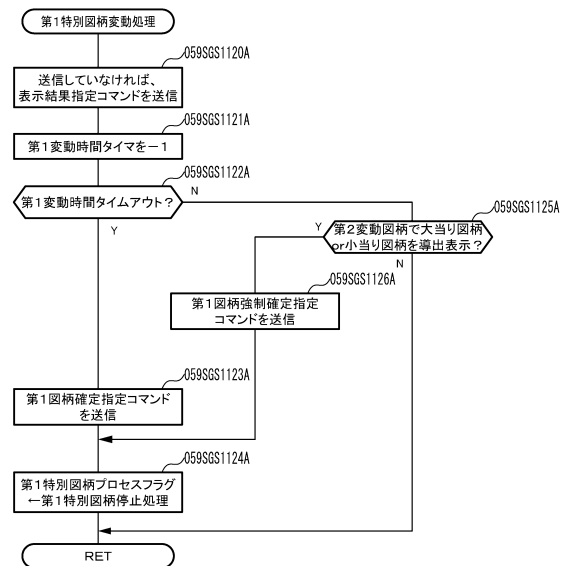 第1特別図柄変動処理
059SGS1120A
送信していなければ、
表示結果指定コマンドを送信
059SGS1121A
第1変動時間タイマを－1
059SGS1122A
第1変動時間タイムアウト？
N
Y
059SGS1125A
第2変動図柄で大当り図柄
or小当り図柄を導出表示？
Y
N
059SGS1126A
第1図柄強制確定指定
コマンドを送信
059SGS1123A
第1図柄確定指定コマンド
を送信
059SGS1124A
第1特別図柄プロセスフラグ
←第1特別図柄停止処理
RET